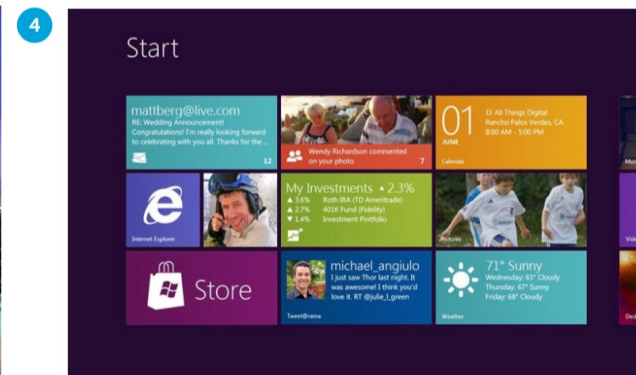 4
Start
mattberg@live.com
RE: Wedding Announcement!
Congratulations! I'm really looking forward
to celebrating with you all. Thanks for the ...
12
Wendy Richardson commented
on your photo
7
01
JUNE
D: All Things Digital
Rancho Palos Verdes, CA
8:00 AM - 5:00 PM
Calendar
Internet Explorer
My Investments ▲ 2.3%
▲ 3.6% Roth IRA (TD Ameritrade)
▲ 2.7% 401K Fund (Fidelity)
▼ 1.4% Investment Portfolio
Pictures
Store
michael_angiulo
I just saw Thor last night. It
was awesome! I think you'd
love it. RT @julie_l_green
Tweet@rama
71° Sunny
Wednesday: 65° Cloudy
Thursday: 67° Sunny
Friday: 68° Cloudy
Weather